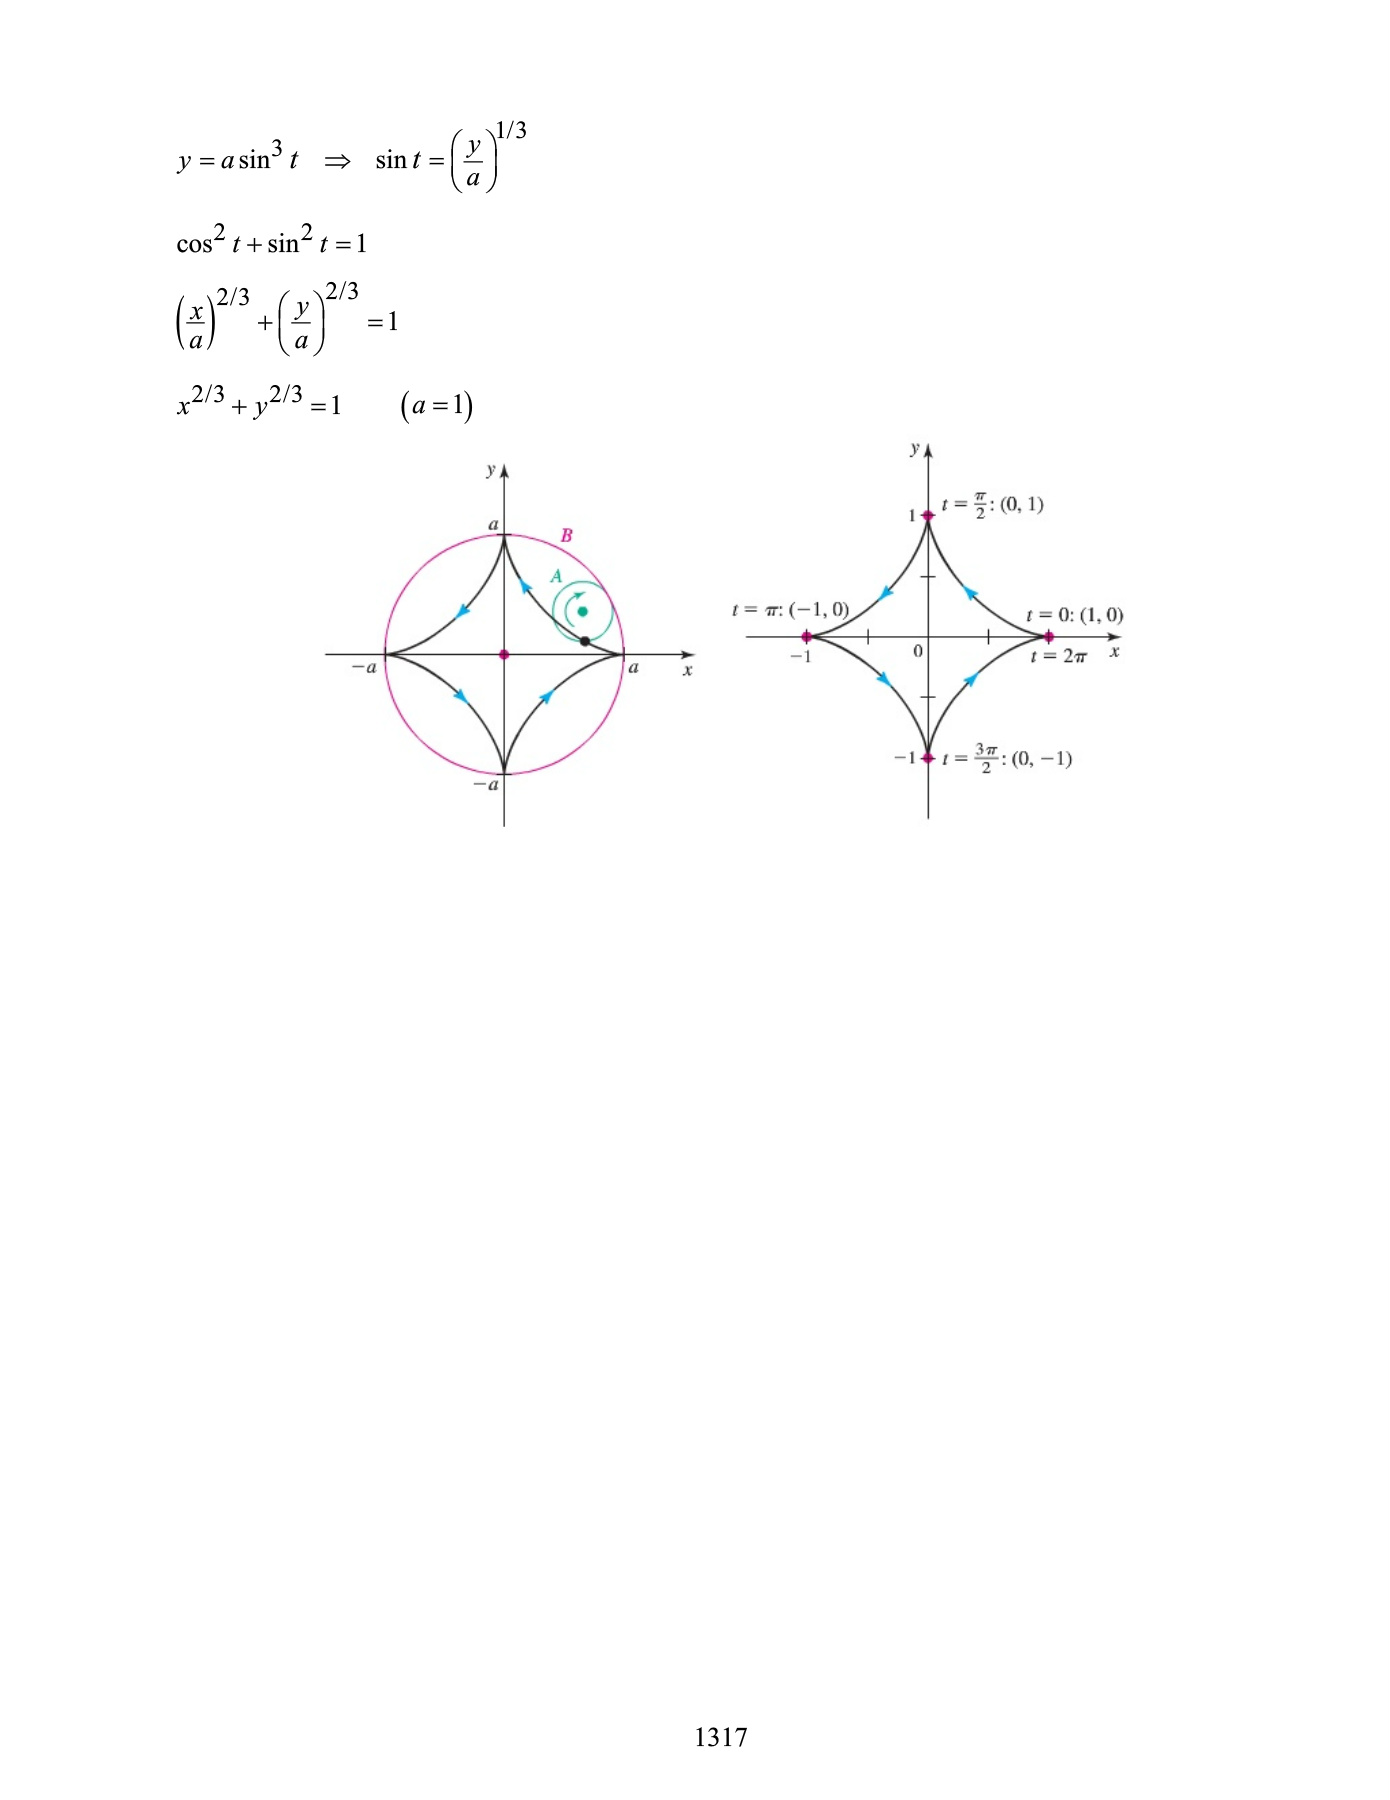 y = a sin³ t ⇒ sin t = (y/a)^1/3
cos² t + sin² t = 1
(x/a)^2/3 + (y/a)^2/3 = 1
x^2/3 + y^2/3 = 1 (a = 1)
y
a
B
A
−a
a
x
−a
y
1
t = π/2: (0, 1)
t = π: (−1, 0)
t = 0: (1, 0)
−1
0
t = 2π
x
−1
t = 3π/2: (0, −1)
1317